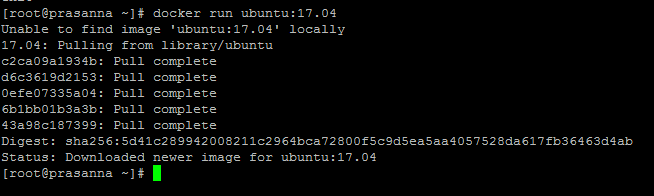 [root@prasanna ~]# docker run ubuntu:17.04
Unable to find image 'ubuntu:17.04' locally
17.04: Pulling from library/ubuntu
c2ca09a1934b: Pull complete
d6c3619d2153: Pull complete
0efe07335a04: Pull complete
6b1bb01b3a3b: Pull complete
43a98c187399: Pull complete
Digest: sha256:5d41c289942008211c2964bca72800f5c9d5ea5aa4057528da617fb36463d4ab
Status: Downloaded newer image for ubuntu:17.04
[root@prasanna ~]#